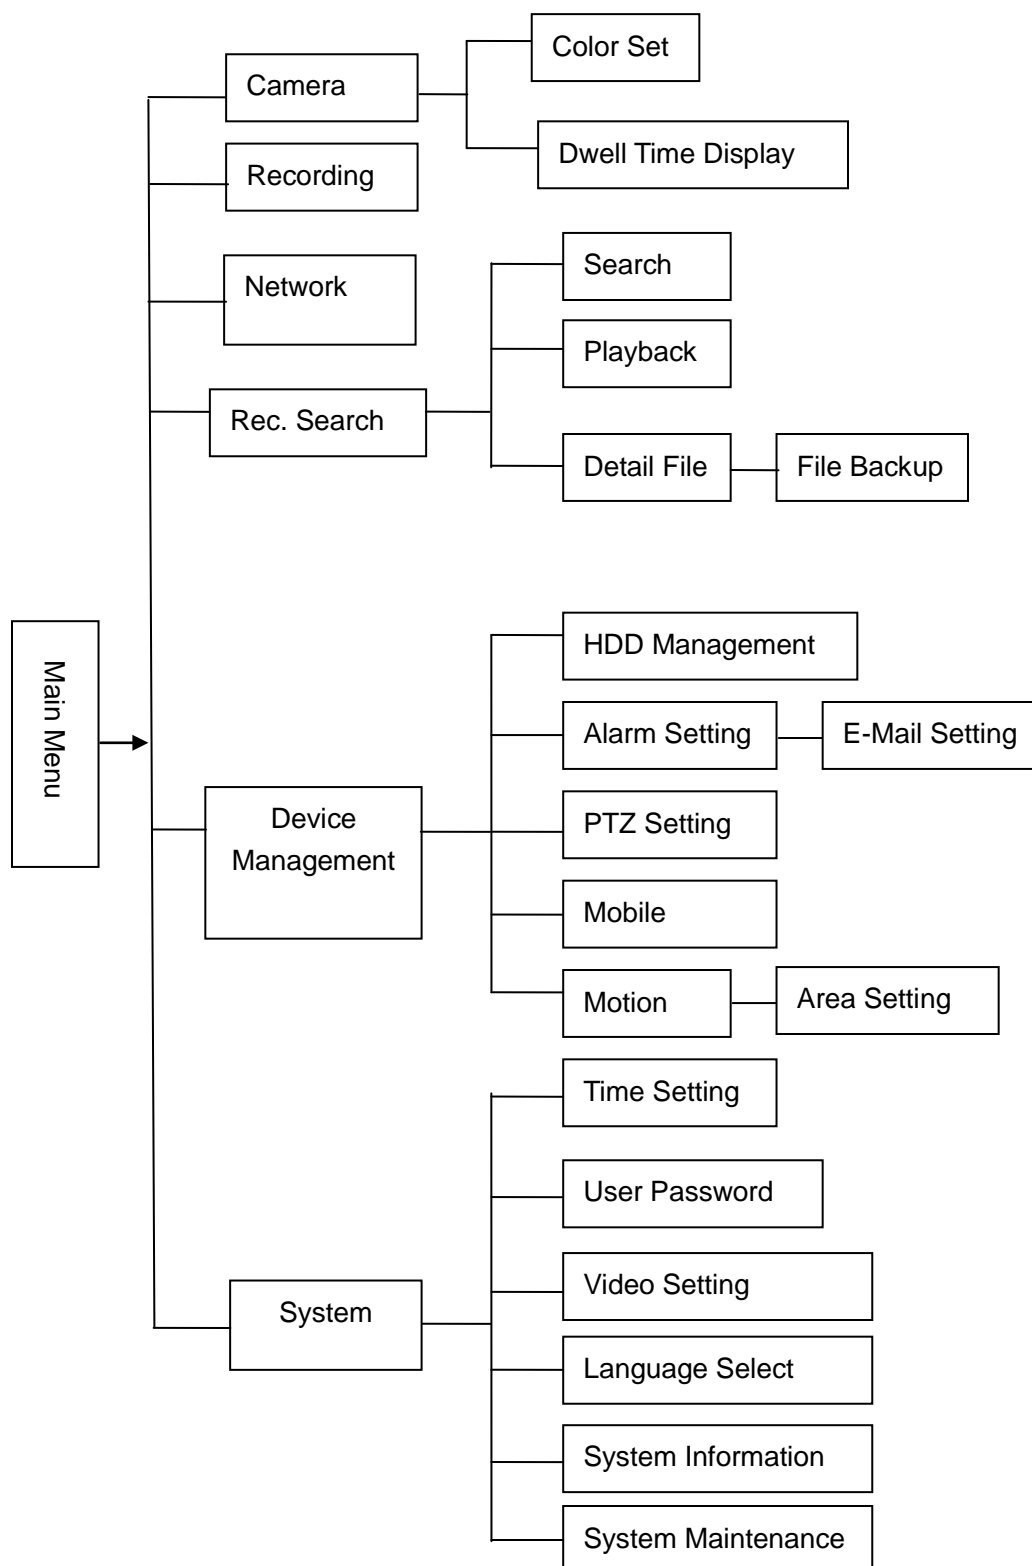 Color Set
Camera
Dwell Time Display
Recording
Search
Network
Playback
Rec. Search
Detail File
File Backup
Main Menu
HDD Management
Alarm Setting
E-Mail Setting
Device
Management
PTZ Setting
Mobile
Motion
Area Setting
Time Setting
User Password
Video Setting
System
Language Select
System Information
System Maintenance